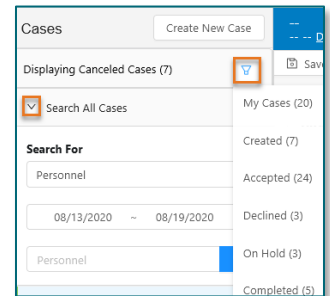 Cases
Create New Case
--
-- -- D
Displaying Canceled Cases (7)
Save
Search All Cases
My Cases (20)
Search For
Created (7)
Personnel
Accepted (24)
08/13/2020 ~ 08/19/2020
Declined (3)
Personnel
On Hold (3)
Completed (5)